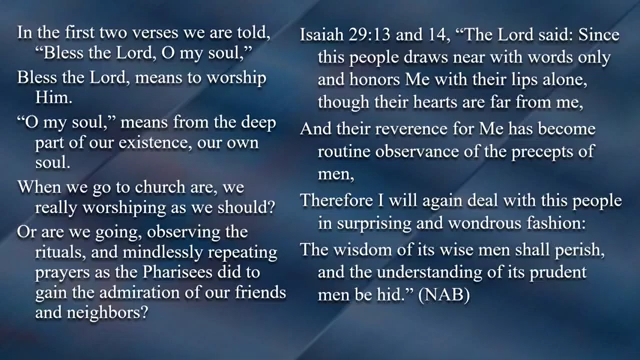 In the first two verses we are told,
“Bless the Lord, O my soul,”
Bless the Lord, means to worship
Him.
“O my soul,” means from the deep
part of our existence, our own
soul.
When we go to church are, we
really worshiping as we should?
Or are we going, observing the
rituals, and mindlessly repeating
prayers as the Pharisees did to
gain the admiration of our friends
and neighbors?
Isaiah 29:13 and 14, “The Lord said: Since
this people draws near with words only
and honors Me with their lips alone,
though their hearts are far from me,
And their reverence for Me has become
routine observance of the precepts of
men,
Therefore I will again deal with this people
in surprising and wondrous fashion:
The wisdom of its wise men shall perish,
and the understanding of its prudent
men be hid.” (NAB)